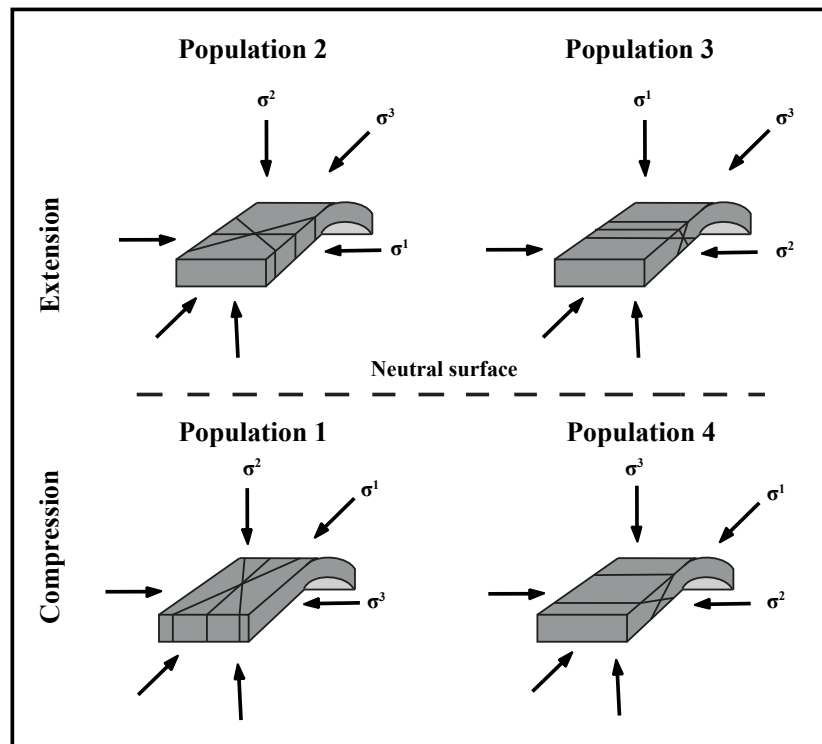 Population 2
Population 3
σ²
σ³
σ¹
Extension
σ¹
σ³
σ²
Neutral surface
Population 1
Population 4
σ²
σ¹
σ³
Compression
σ³
σ¹
σ²